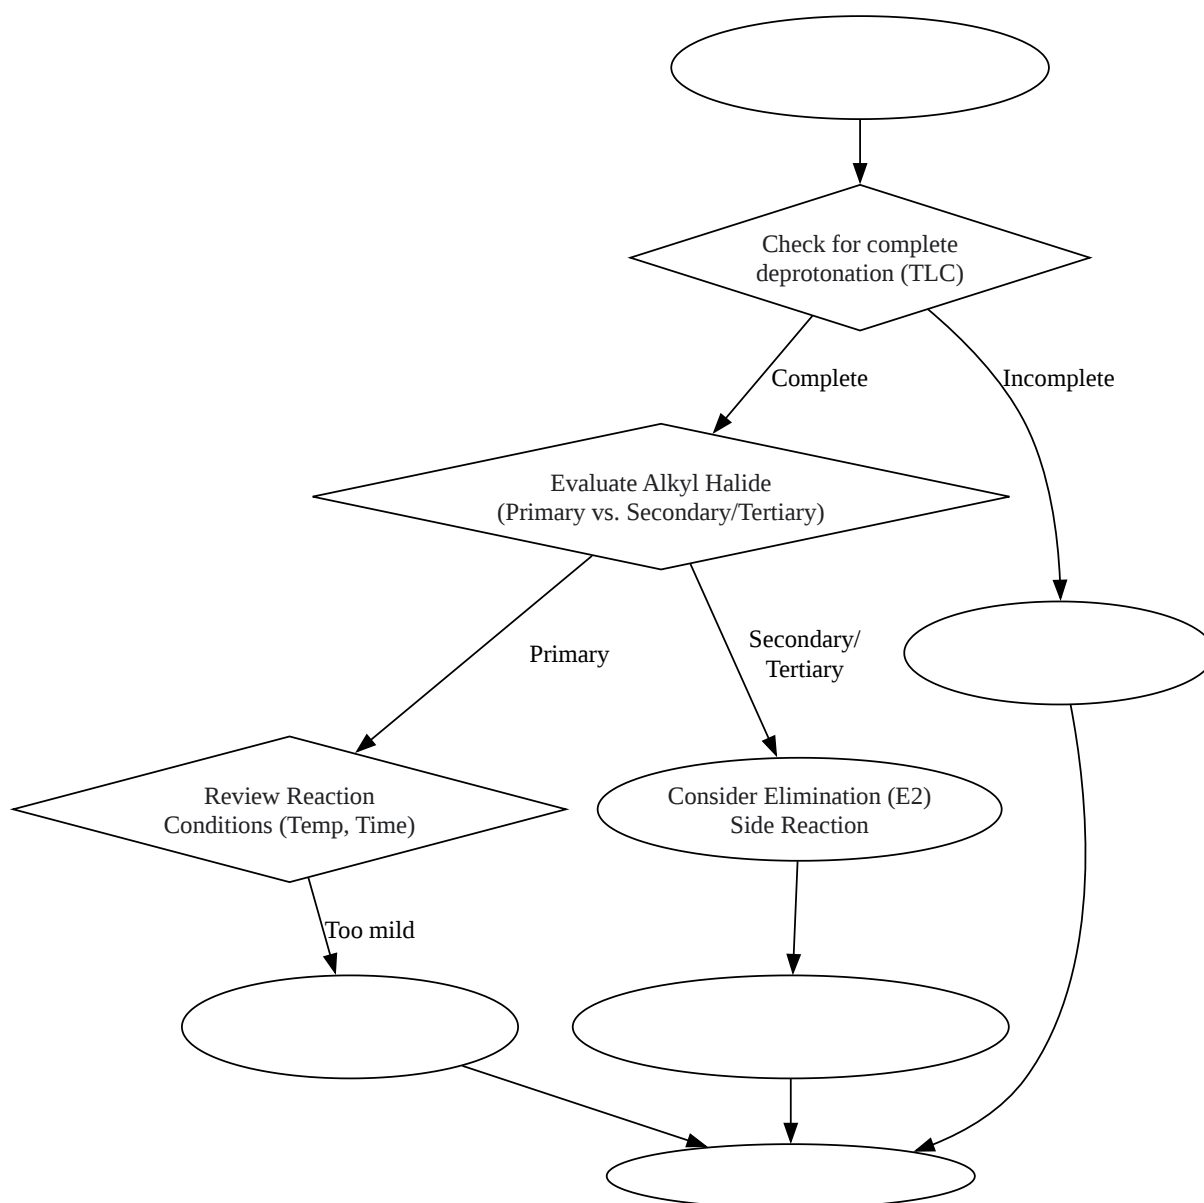 Check for complete
deprotonation (TLC)
Complete
Incomplete
Evaluate Alkyl Halide
(Primary vs. Secondary/Tertiary)
Primary
Secondary/
Tertiary
Review Reaction
Conditions (Temp, Time)
Consider Elimination (E2)
Side Reaction
Too mild